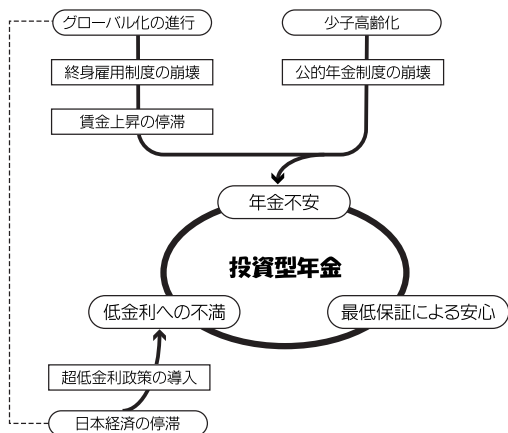 グローバル化の進行
少子高齢化
終身雇用制度の崩壊
公的年金制度の崩壊
賃金上昇の停滞
年金不安
投資型年金
低金利への不満
最低保証による安心
超低金利政策の導入
日本経済の停滞